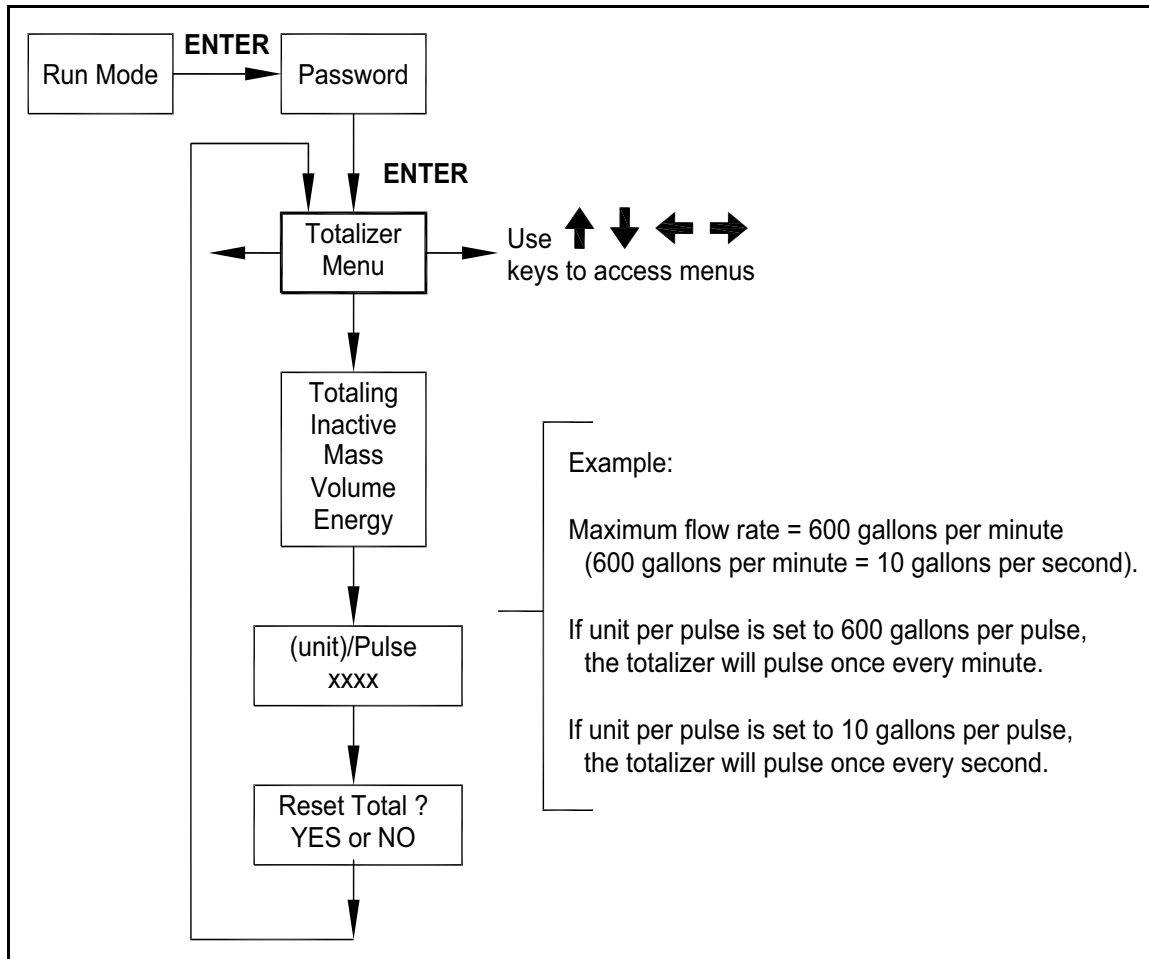 Run Mode
ENTER
Password
ENTER
Totalizer
Menu
Use
keys to access menus
Totaling
Inactive
Mass
Volume
Energy
(unit)/Pulse
xxxx
Reset Total ?
YES or NO
Example:
Maximum flow rate = 600 gallons per minute
(600 gallons per minute = 10 gallons per second).
If unit per pulse is set to 600 gallons per pulse,
the totalizer will pulse once every minute.
If unit per pulse is set to 10 gallons per pulse,
the totalizer will pulse once every second.